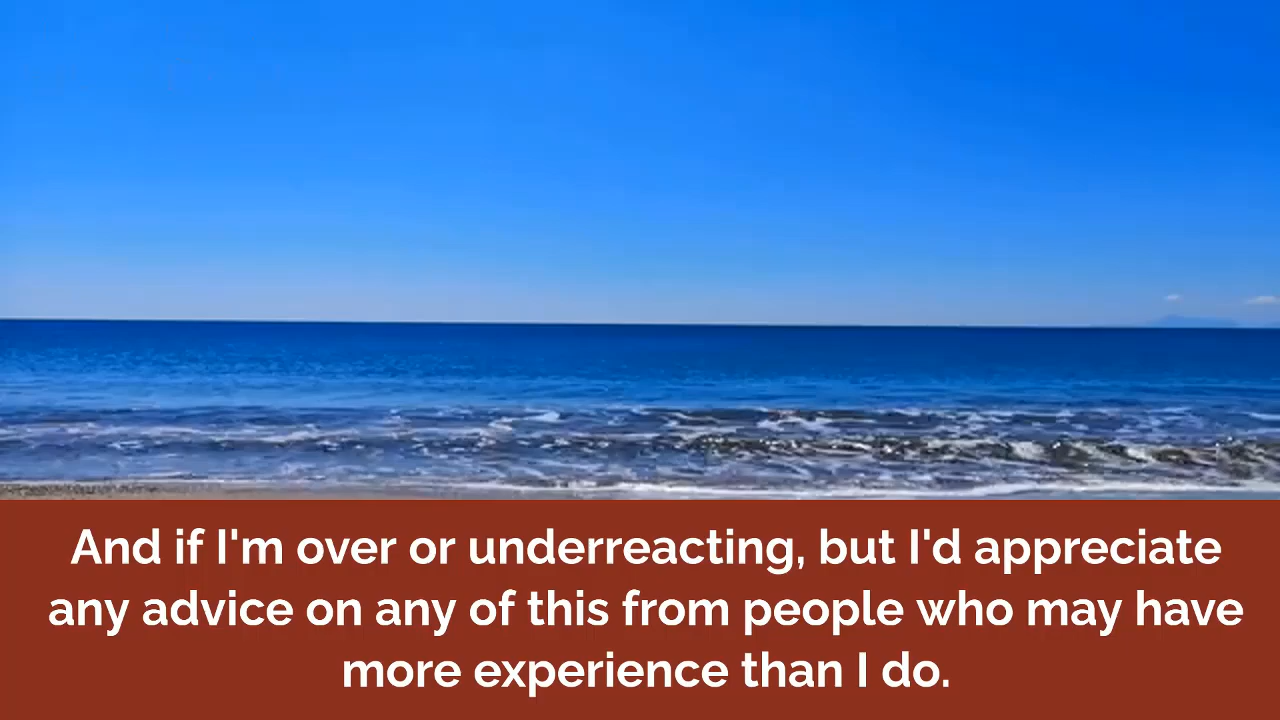 And if I'm over or underreacting, but I'd appreciate
any advice on any of this from people who may have
more experience than I do.